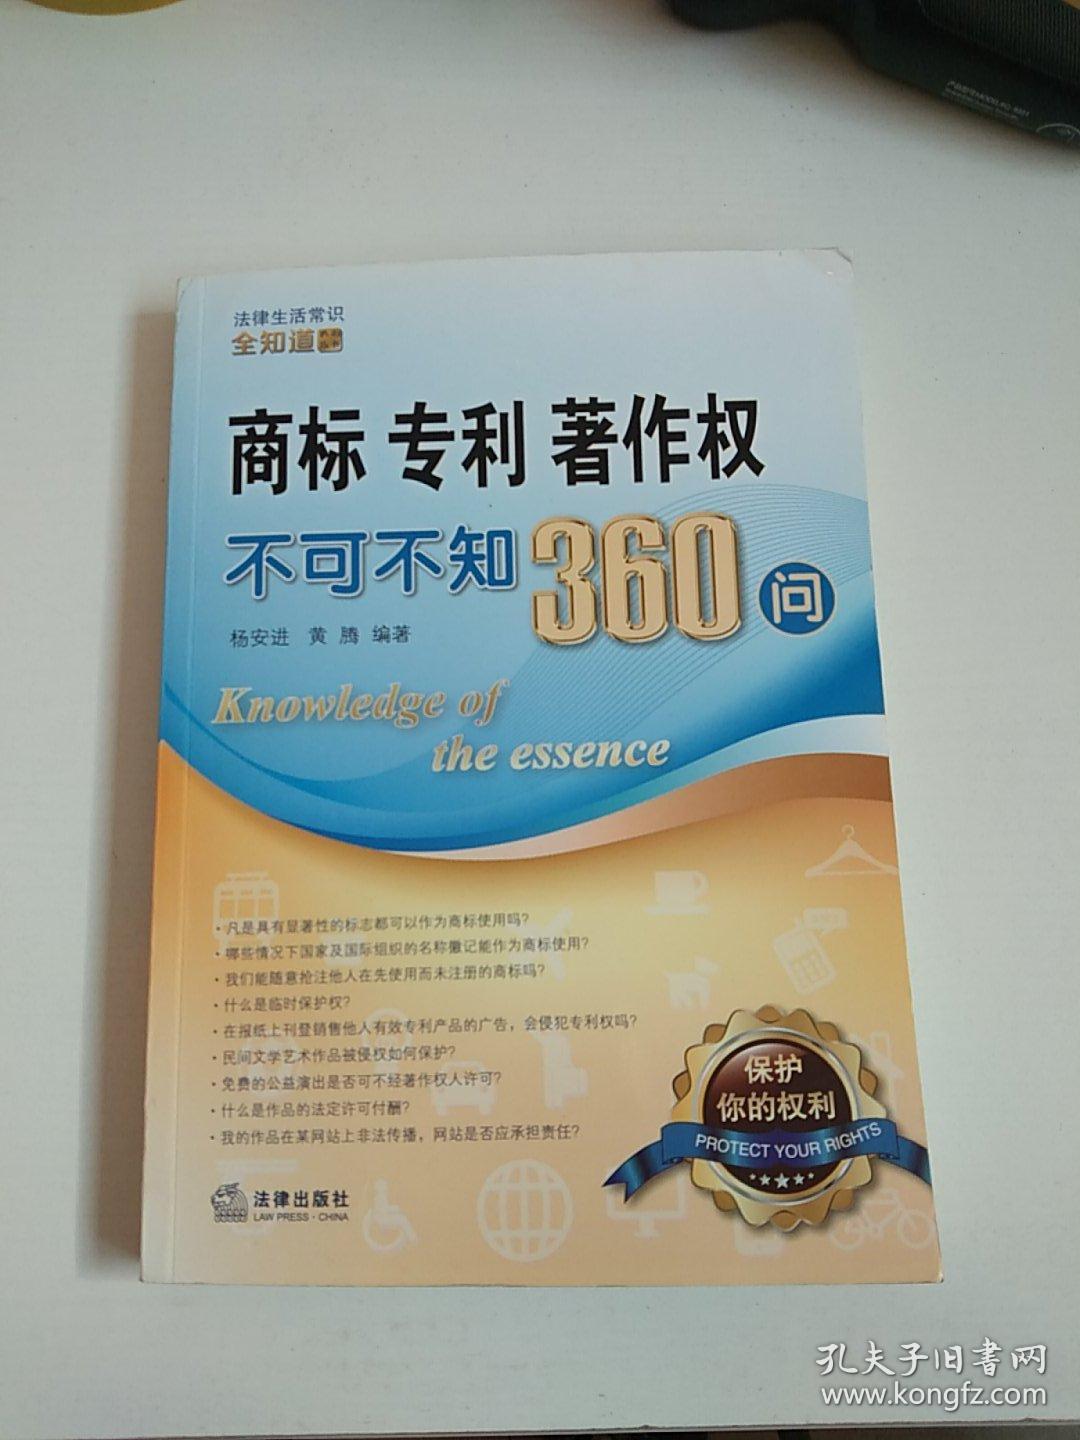 法律生活常识
全知道
商标 专利 著作权
不可不知360问
杨安进 黄 腾 编著
Knowledge of
the essence
·凡是具有显著性的标志都可以作为商标使用吗?
·哪些情况下国家及国际组织的名称徽记能作为商标使用?
·我们能随意抢注他人在先使用而未注册的商标吗?
·什么是临时保护权?
·在报纸上刊登销售他人有效专利产品的广告，会侵犯专利权吗?
·民间文学艺术作品被侵权如何保护?
·免费的公益演出是否可不经著作权人许可?
·什么是作品的法定许可付酬?
·我的作品在某网站上非法传播，网站是否应承担责任?
保护
你的权利
PROTECT YOUR RIGHTS
法律出版社
LAW PRESS·CHINA
孔夫子旧书网
www.kongfz.com